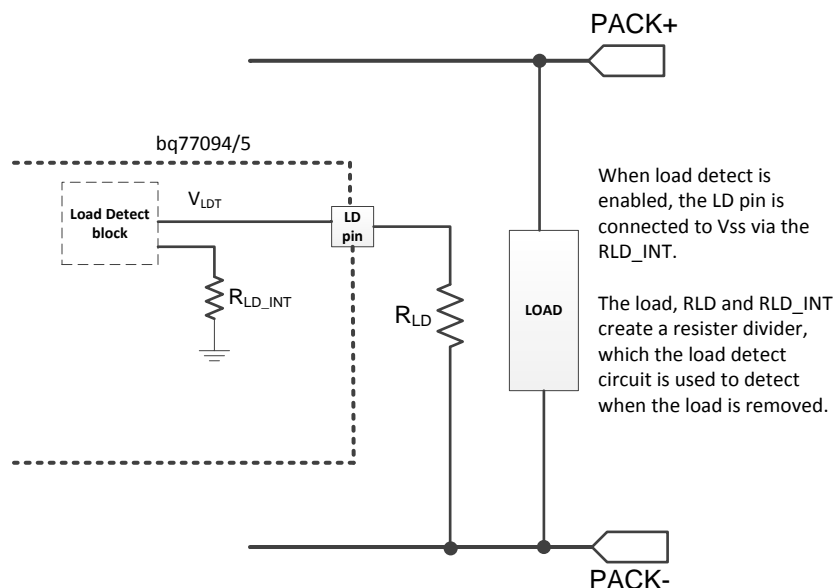 PACK+
bq77094/5
Load Detect
block
VLDT
LD
pin
RLD_INT
RLD
LOAD
When load detect is
enabled, the LD pin is
connected to Vss via the
RLD_INT.
The load, RLD and RLD_INT
create a resister divider,
which the load detect
circuit is used to detect
when the load is removed.
PACK-